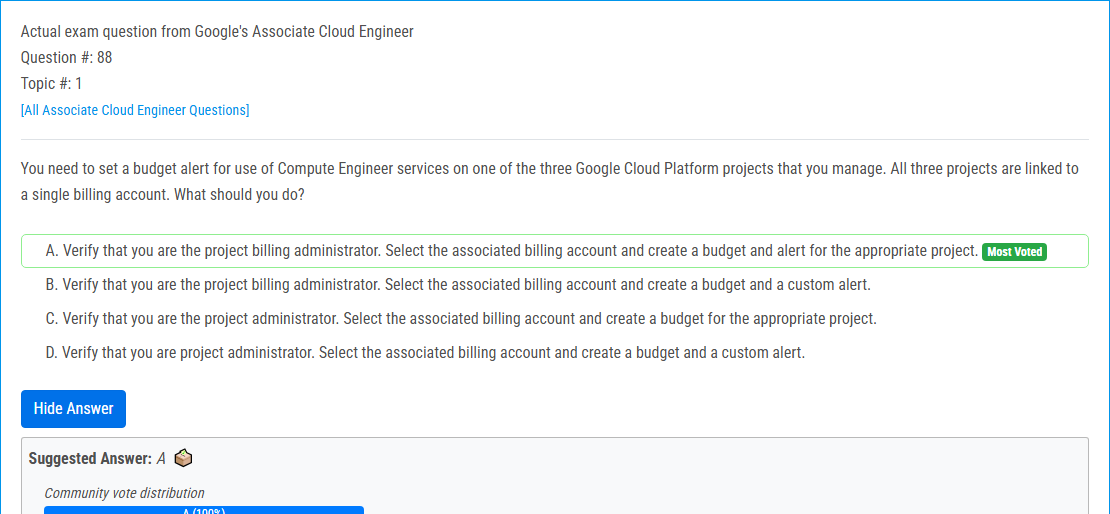 Actual exam question from Google's Associate Cloud Engineer
Question #: 88
Topic #: 1
[All Associate Cloud Engineer Questions]
You need to set a budget alert for use of Compute Engineer services on one of the three Google Cloud Platform projects that you manage. All three projects are linked to
a single billing account. What should you do?
A. Verify that you are the project billing administrator. Select the associated billing account and create a budget and alert for the appropriate project. Most Voted
B. Verify that you are the project billing administrator. Select the associated billing account and create a budget and a custom alert.
C. Verify that you are the project administrator. Select the associated billing account and create a budget for the appropriate project.
D. Verify that you are project administrator. Select the associated billing account and create a budget and a custom alert.
Hide Answer
Suggested Answer: A
Community vote distribution
A (100%)